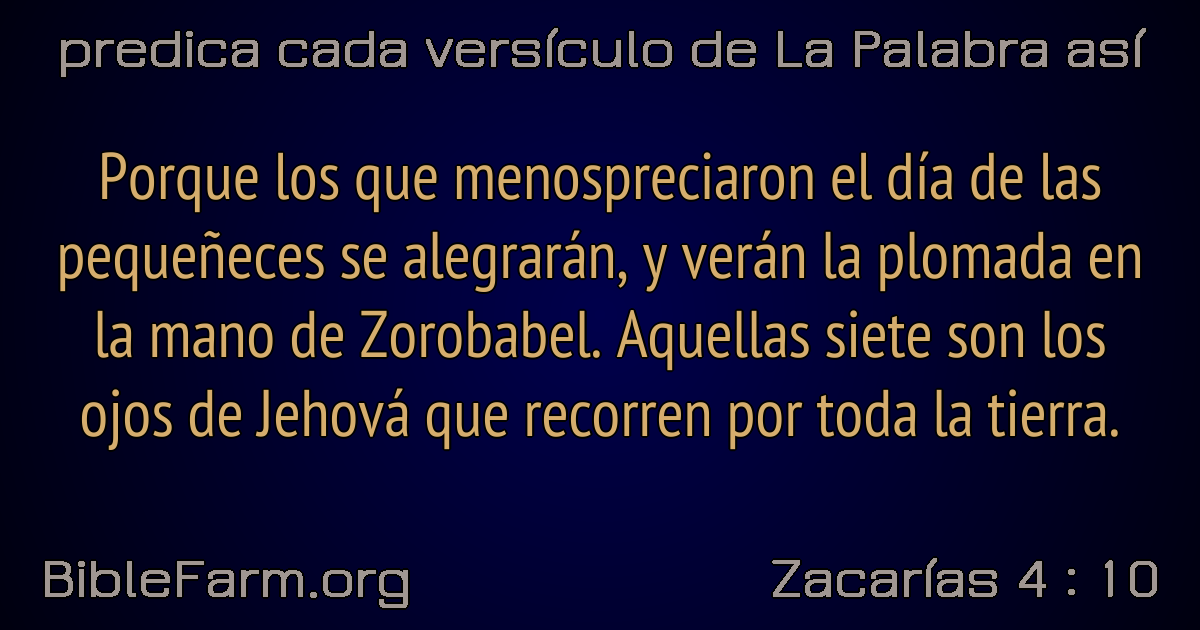 predica cada versículo de La Palabra así
Porque los que menospreciaron el día de las
pequeñeces se alegrarán, y verán la plomada en
la mano de Zorobabel. Aquellas siete son los
ojos de Jehová que recorren por toda la tierra.
BibleFarm.org
Zacarías 4 : 10